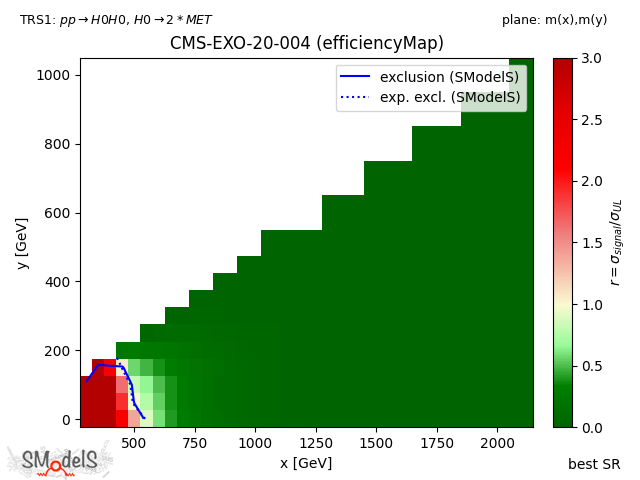 TRS1: pp → H0H0, H0 → 2 * MET
plane: m(x),m(y)
CMS-EXO-20-004 (efficiencyMap)
exclusion (SModelS)
exp. excl. (SModelS)
1000
800
600
400
200
0
y [GeV]
500
750
1000
1250
1500
1750
2000
x [GeV]
3.0
2.5
2.0
1.5
1.0
0.5
0.0
r = σ_signal/σ_UL
best SR
SModelS